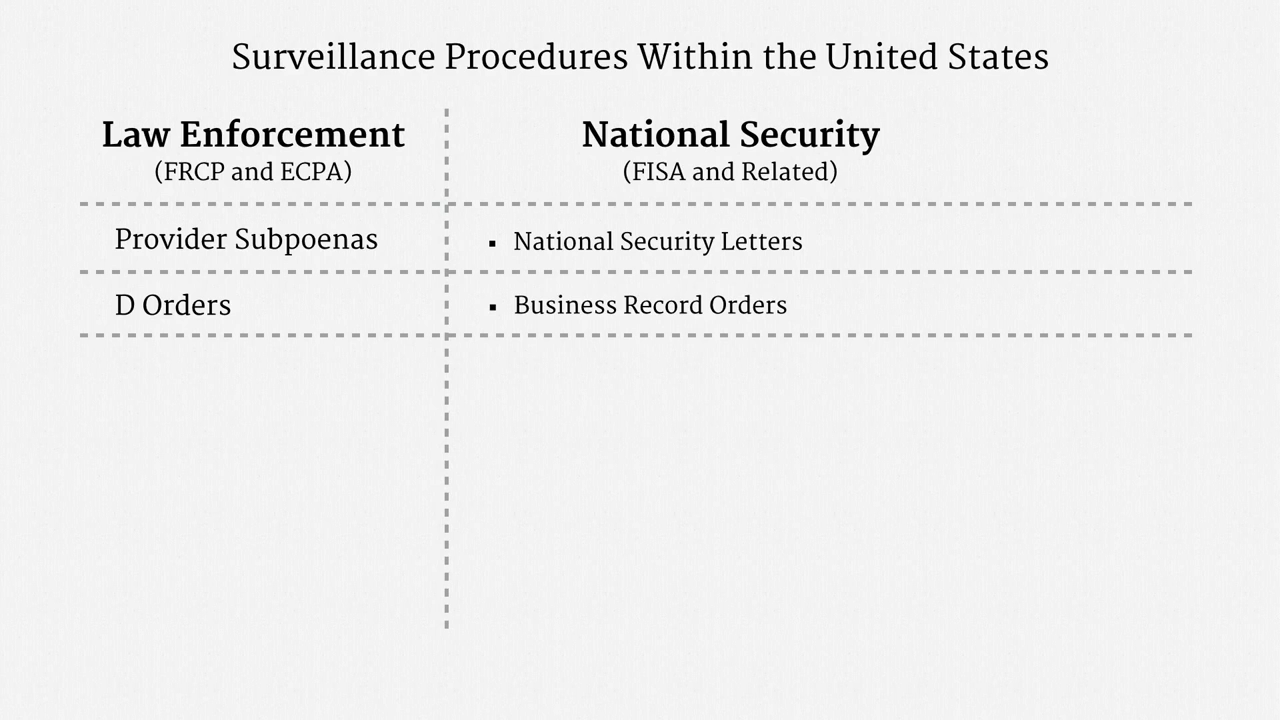 Surveillance Procedures Within the United States
Law Enforcement
(FRCP and ECPA)
National Security
(FISA and Related)
Provider Subpoenas
▪ National Security Letters
D Orders
▪ Business Record Orders